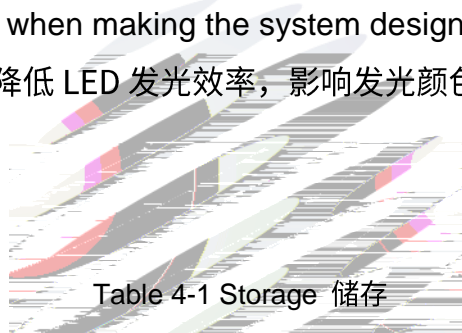 when making the system design
降低 LED 发光效率，影响发光颜色
Table 4-1 Storage 储存